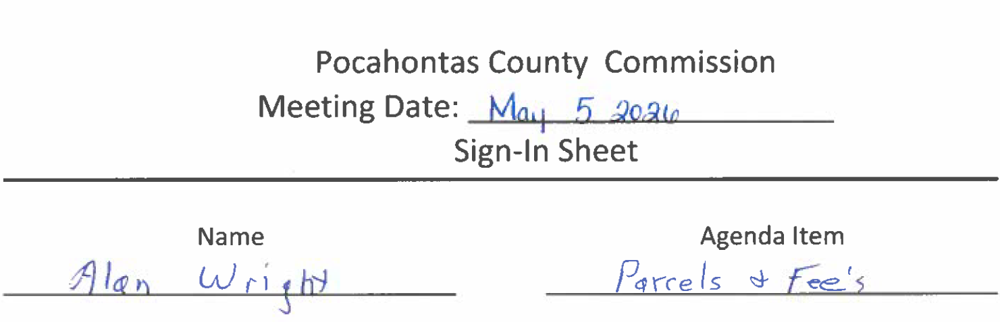 Pocahontas County Commission
Meeting Date: May 5 2026
Sign-In Sheet
Name Agenda Item
Alan Wright Parcels & Fee's